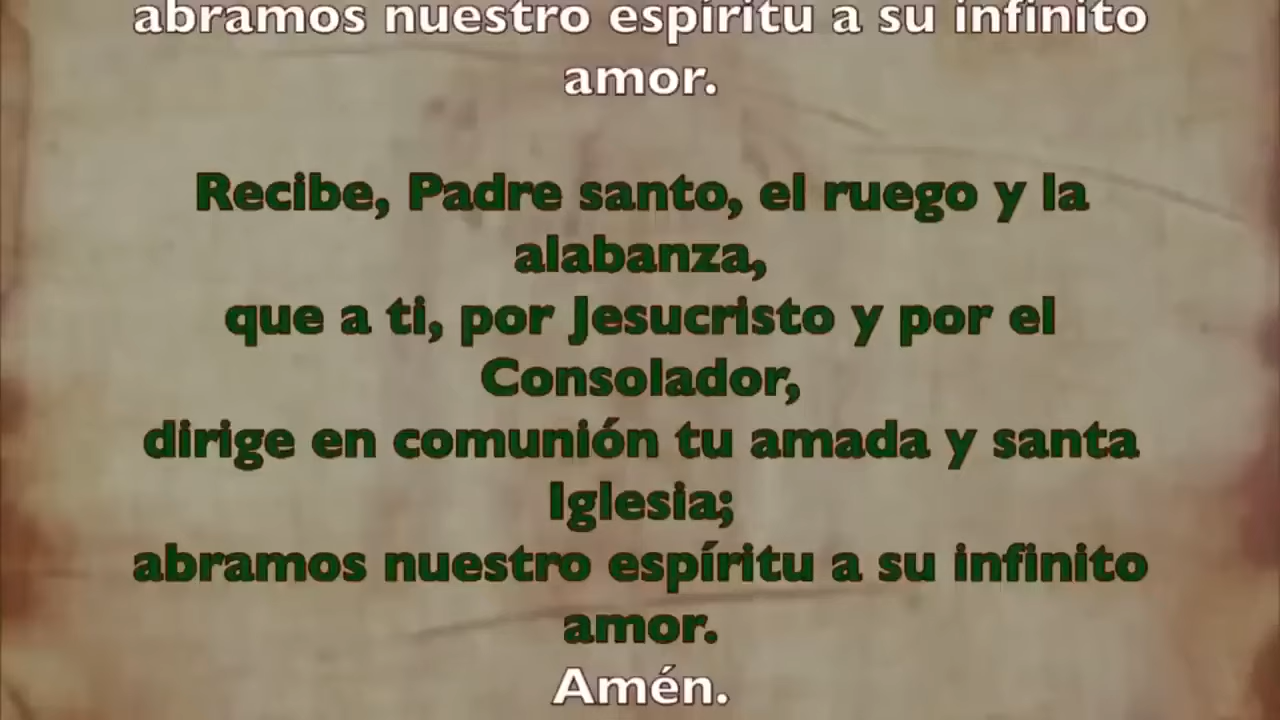 abramos nuestro espíritu a su infinito
amor.
Recibe, Padre santo, el ruego y la
alabanza,
que a ti, por Jesucristo y por el
Consolador,
dirige en comunión tu amada y santa
Iglesia;
abramos nuestro espíritu a su infinito
amor.
Amén.